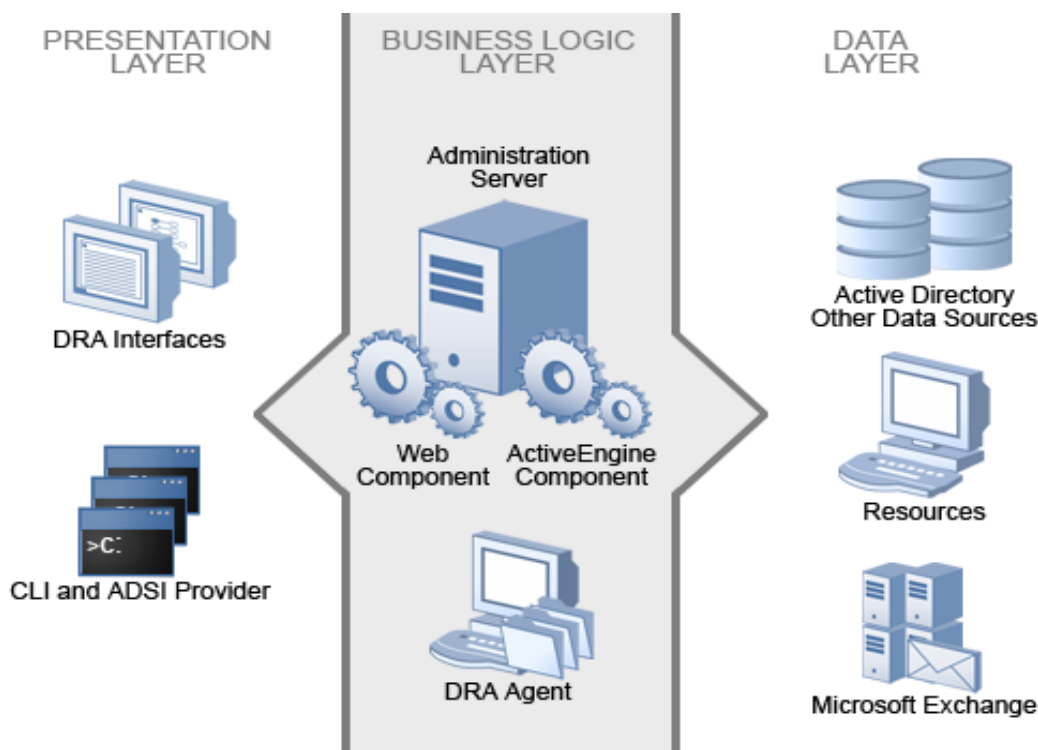 PRESENTATION
LAYER
BUSINESS LOGIC
LAYER
DATA
LAYER
DRA Interfaces
>C:
CLI and ADSI Provider
Administration
Server
Web
Component
ActiveEngine
Component
DRA Agent
Active Directory
Other Data Sources
Resources
Microsoft Exchange